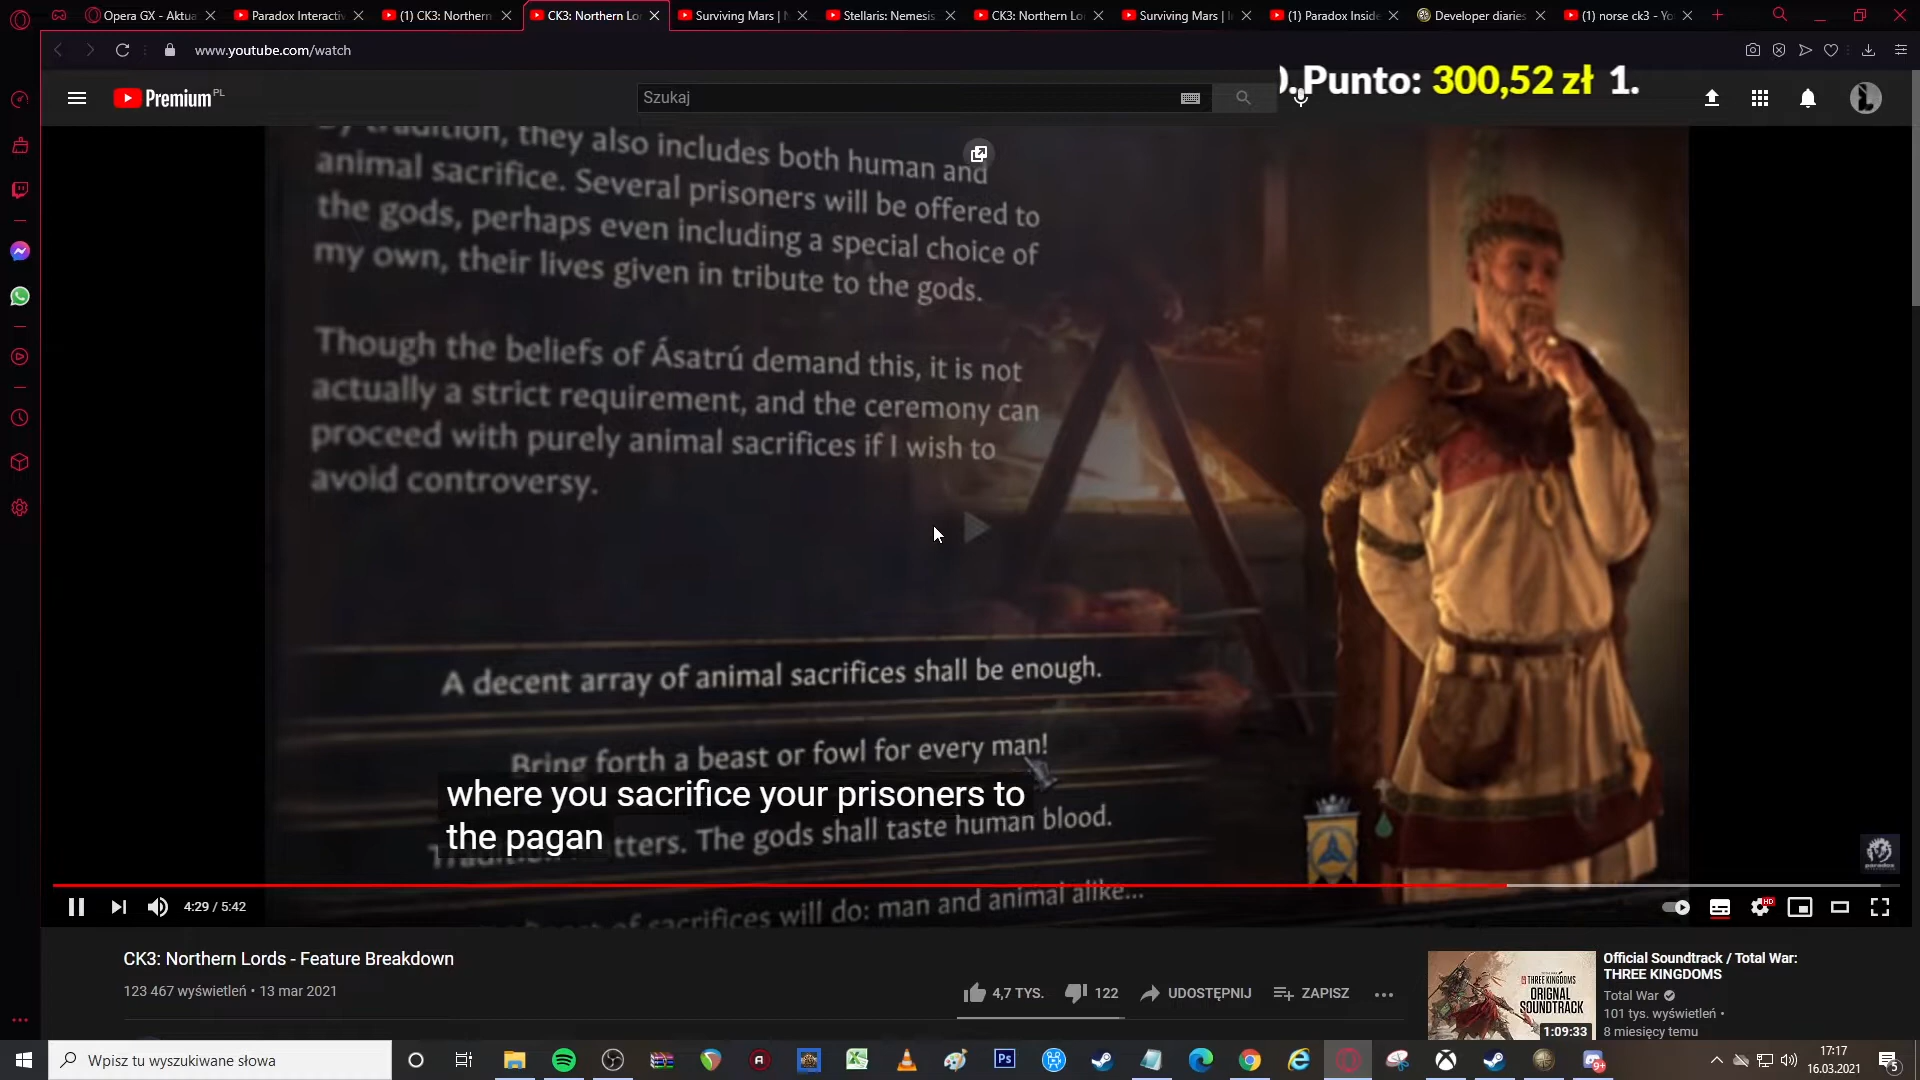 Opera GX - Aktua
Paradox Interactiv
(1) CK3: Northern
CK3: Northern Lor
Surviving Mars | N
Stellaris: Nemesis
CK3: Northern Lo
Surviving Mars | I
(1) Paradox Inside
Developer diaries
(1) norse ck3 - Yo
www.youtube.com/watch
Premium PL
Szukaj
.Punto: 300,52 zł 1.
By tradition, they also includes both human and
animal sacrifice. Several prisoners will be offered to
the gods, perhaps even including a special choice of
my own, their lives given in tribute to the gods.
Though the beliefs of Ásatrú demand this, it is not
actually a strict requirement, and the ceremony can
proceed with purely animal sacrifices if I wish to
avoid controversy.
A decent array of animal sacrifices shall be enough.
Bring forth a beast or fowl for every man!
where you sacrifice your prisoners to
the pagan
tters. The gods shall taste human blood.
of sacrifices will do: man and animal alike...
4:29 / 5:42
HD
CK3: Northern Lords - Feature Breakdown
123 467 wyświetleń • 13 mar 2021
4,7 TYS.
122
UDOSTĘPNIJ
ZAPISZ
THREE KINGDOMS
ORIGINAL
SOUNDTRACK
1:09:33
Official Soundtrack / Total War:
THREE KINGDOMS
Total War
101 tys. wyświetleń •
8 miesięcy temu
Wpisz tu wyszukiwane słowa
Ps
9+
17:17
16.03.2021
5